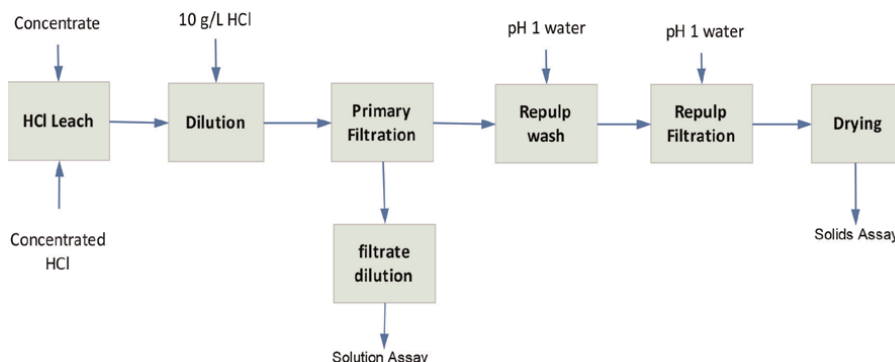 Concentrate
10 g/L HCl
pH 1 water
pH 1 water
HCl Leach
Dilution
Primary
Filtration
Repulp
wash
Repulp
Filtration
Drying
Concentrated
HCl
filtrate
dilution
Solids Assay
Solution Assay